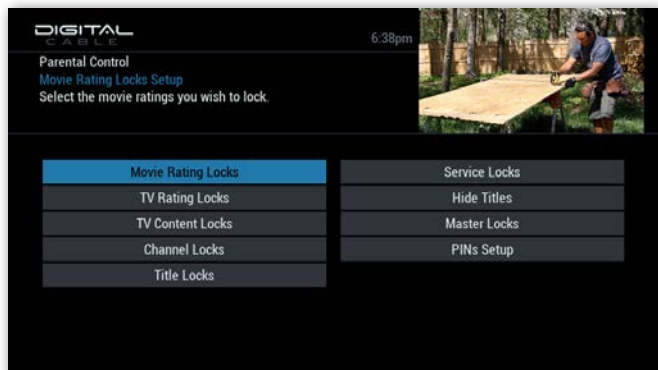 DIGITAL
CABLE
6:38pm
Parental Control
Movie Rating Locks Setup
Select the movie ratings you wish to lock.
Movie Rating Locks
Service Locks
TV Rating Locks
Hide Titles
TV Content Locks
Master Locks
Channel Locks
PINs Setup
Title Locks